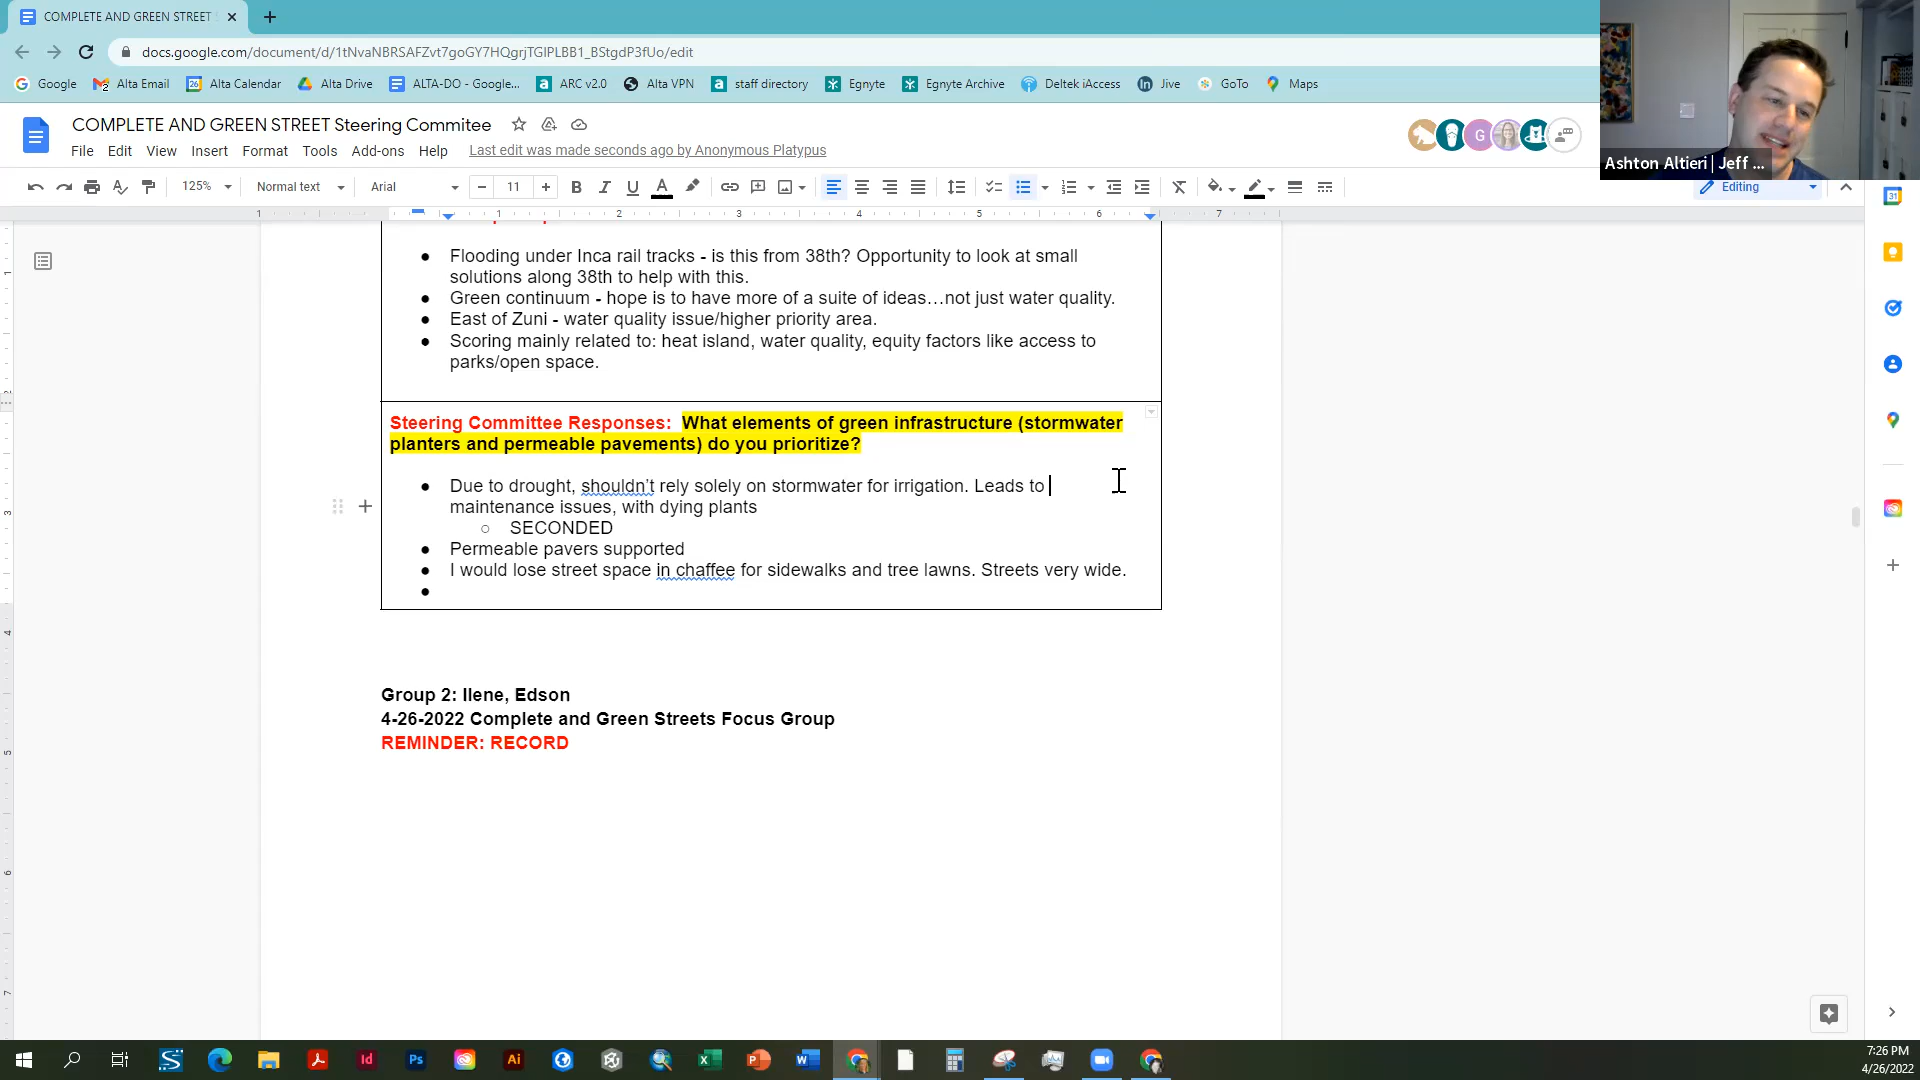 COMPLETE AND GREEN STREET
docs.google.com/document/d/1tNvaNBRSAFZvt7goGY7HQgrjTGIPLBB1_BStgdP3fUo/edit
Google Alta Email Alta Calendar Alta Drive ALTA-DO - Google... ARC v2.0 Alta VPN staff directory Egnyte Egnyte Archive Deltek iAccess Jive GoTo Maps
COMPLETE AND GREEN STREET Steering Commitee
G
File Edit View Insert Format Tools Add-ons Help Last edit was made seconds ago by Anonymous Platypus
Ashton Altieri | Jeff ...
125% Normal text Arial 11 Editing
1 1 2 3 4 5 6 7
Flooding under Inca rail tracks - is this from 38th? Opportunity to look at small
solutions along 38th to help with this.
Green continuum - hope is to have more of a suite of ideas…not just water quality.
East of Zuni - water quality issue/higher priority area.
Scoring mainly related to: heat island, water quality, equity factors like access to
parks/open space.
Steering Committee Responses: What elements of green infrastructure (stormwater
planters and permeable pavements) do you prioritize?
Due to drought, shouldn't rely solely on stormwater for irrigation. Leads to
maintenance issues, with dying plants
SECONDED
Permeable pavers supported
I would lose street space in chaffee for sidewalks and tree lawns. Streets very wide.
Group 2: Ilene, Edson
4-26-2022 Complete and Green Streets Focus Group
REMINDER: RECORD
7:26 PM
4/26/2022